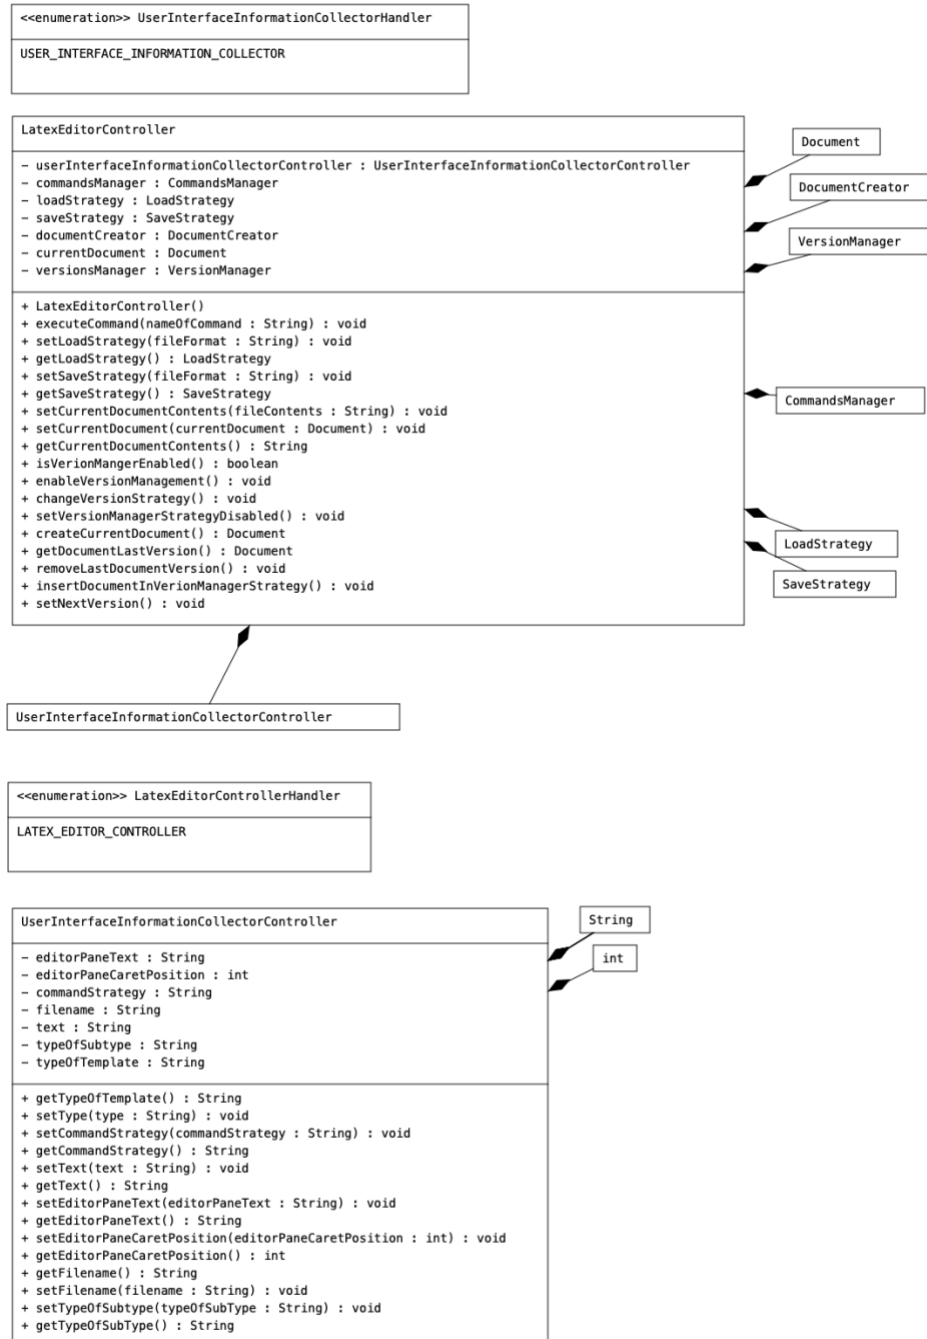 <<enumeration>> UserInterfaceInformationCollectorHandler
USER_INTERFACE_INFORMATION_COLLECTOR
LatexEditorController
- userInterfaceInformationCollectorController : UserInterfaceInformationCollectorController
- commandsManager : CommandsManager
- loadStrategy : LoadStrategy
- saveStrategy : SaveStrategy
- documentCreator : DocumentCreator
- currentDocument : Document
- versionsManager : VersionManager
+ LatexEditorController()
+ executeCommand(nameOfCommand : String) : void
+ setLoadStrategy(fileFormat : String) : void
+ getLoadStrategy() : LoadStrategy
+ setSaveStrategy(fileFormat : String) : void
+ getSaveStrategy() : SaveStrategy
+ setCurrentDocumentContents(fileContents : String) : void
+ setCurrentDocument(currentDocument : Document) : void
+ getCurrentDocumentContents() : String
+ isVerionMangerEnabled() : boolean
+ enableVersionManagement() : void
+ changeVersionStrategy() : void
+ setVersionManagerStrategyDisabled() : void
+ createCurrentDocument() : Document
+ getDocumentLastVersion() : Document
+ removeLastDocumentVersion() : void
+ insertDocumentInVerionManagerStrategy() : void
+ setNextVersion() : void
Document
DocumentCreator
VersionManager
CommandsManager
LoadStrategy
SaveStrategy
UserInterfaceInformationCollectorController
<<enumeration>> LatexEditorControllerHandler
LATEX_EDITOR_CONTROLLER
UserInterfaceInformationCollectorController
- editorPaneText : String
- editorPaneCaretPosition : int
- commandStrategy : String
- filename : String
- text : String
- typeOfSubtype : String
- typeOfTemplate : String
+ getTypeOfTemplate() : String
+ setType(type : String) : void
+ setCommandStrategy(commandStrategy : String) : void
+ getCommandStrategy() : String
+ setText(text : String) : void
+ getText() : String
+ setEditorPaneText(editorPaneText : String) : void
+ getEditorPaneText() : String
+ setEditorPaneCaretPosition(editorPaneCaretPosition : int) : void
+ getEditorPaneCaretPosition() : int
+ getFilename() : String
+ setFilename(filename : String) : void
+ setTypeOfSubtype(typeOfSubType : String) : void
+ getTypeOfSubType() : String
String
int